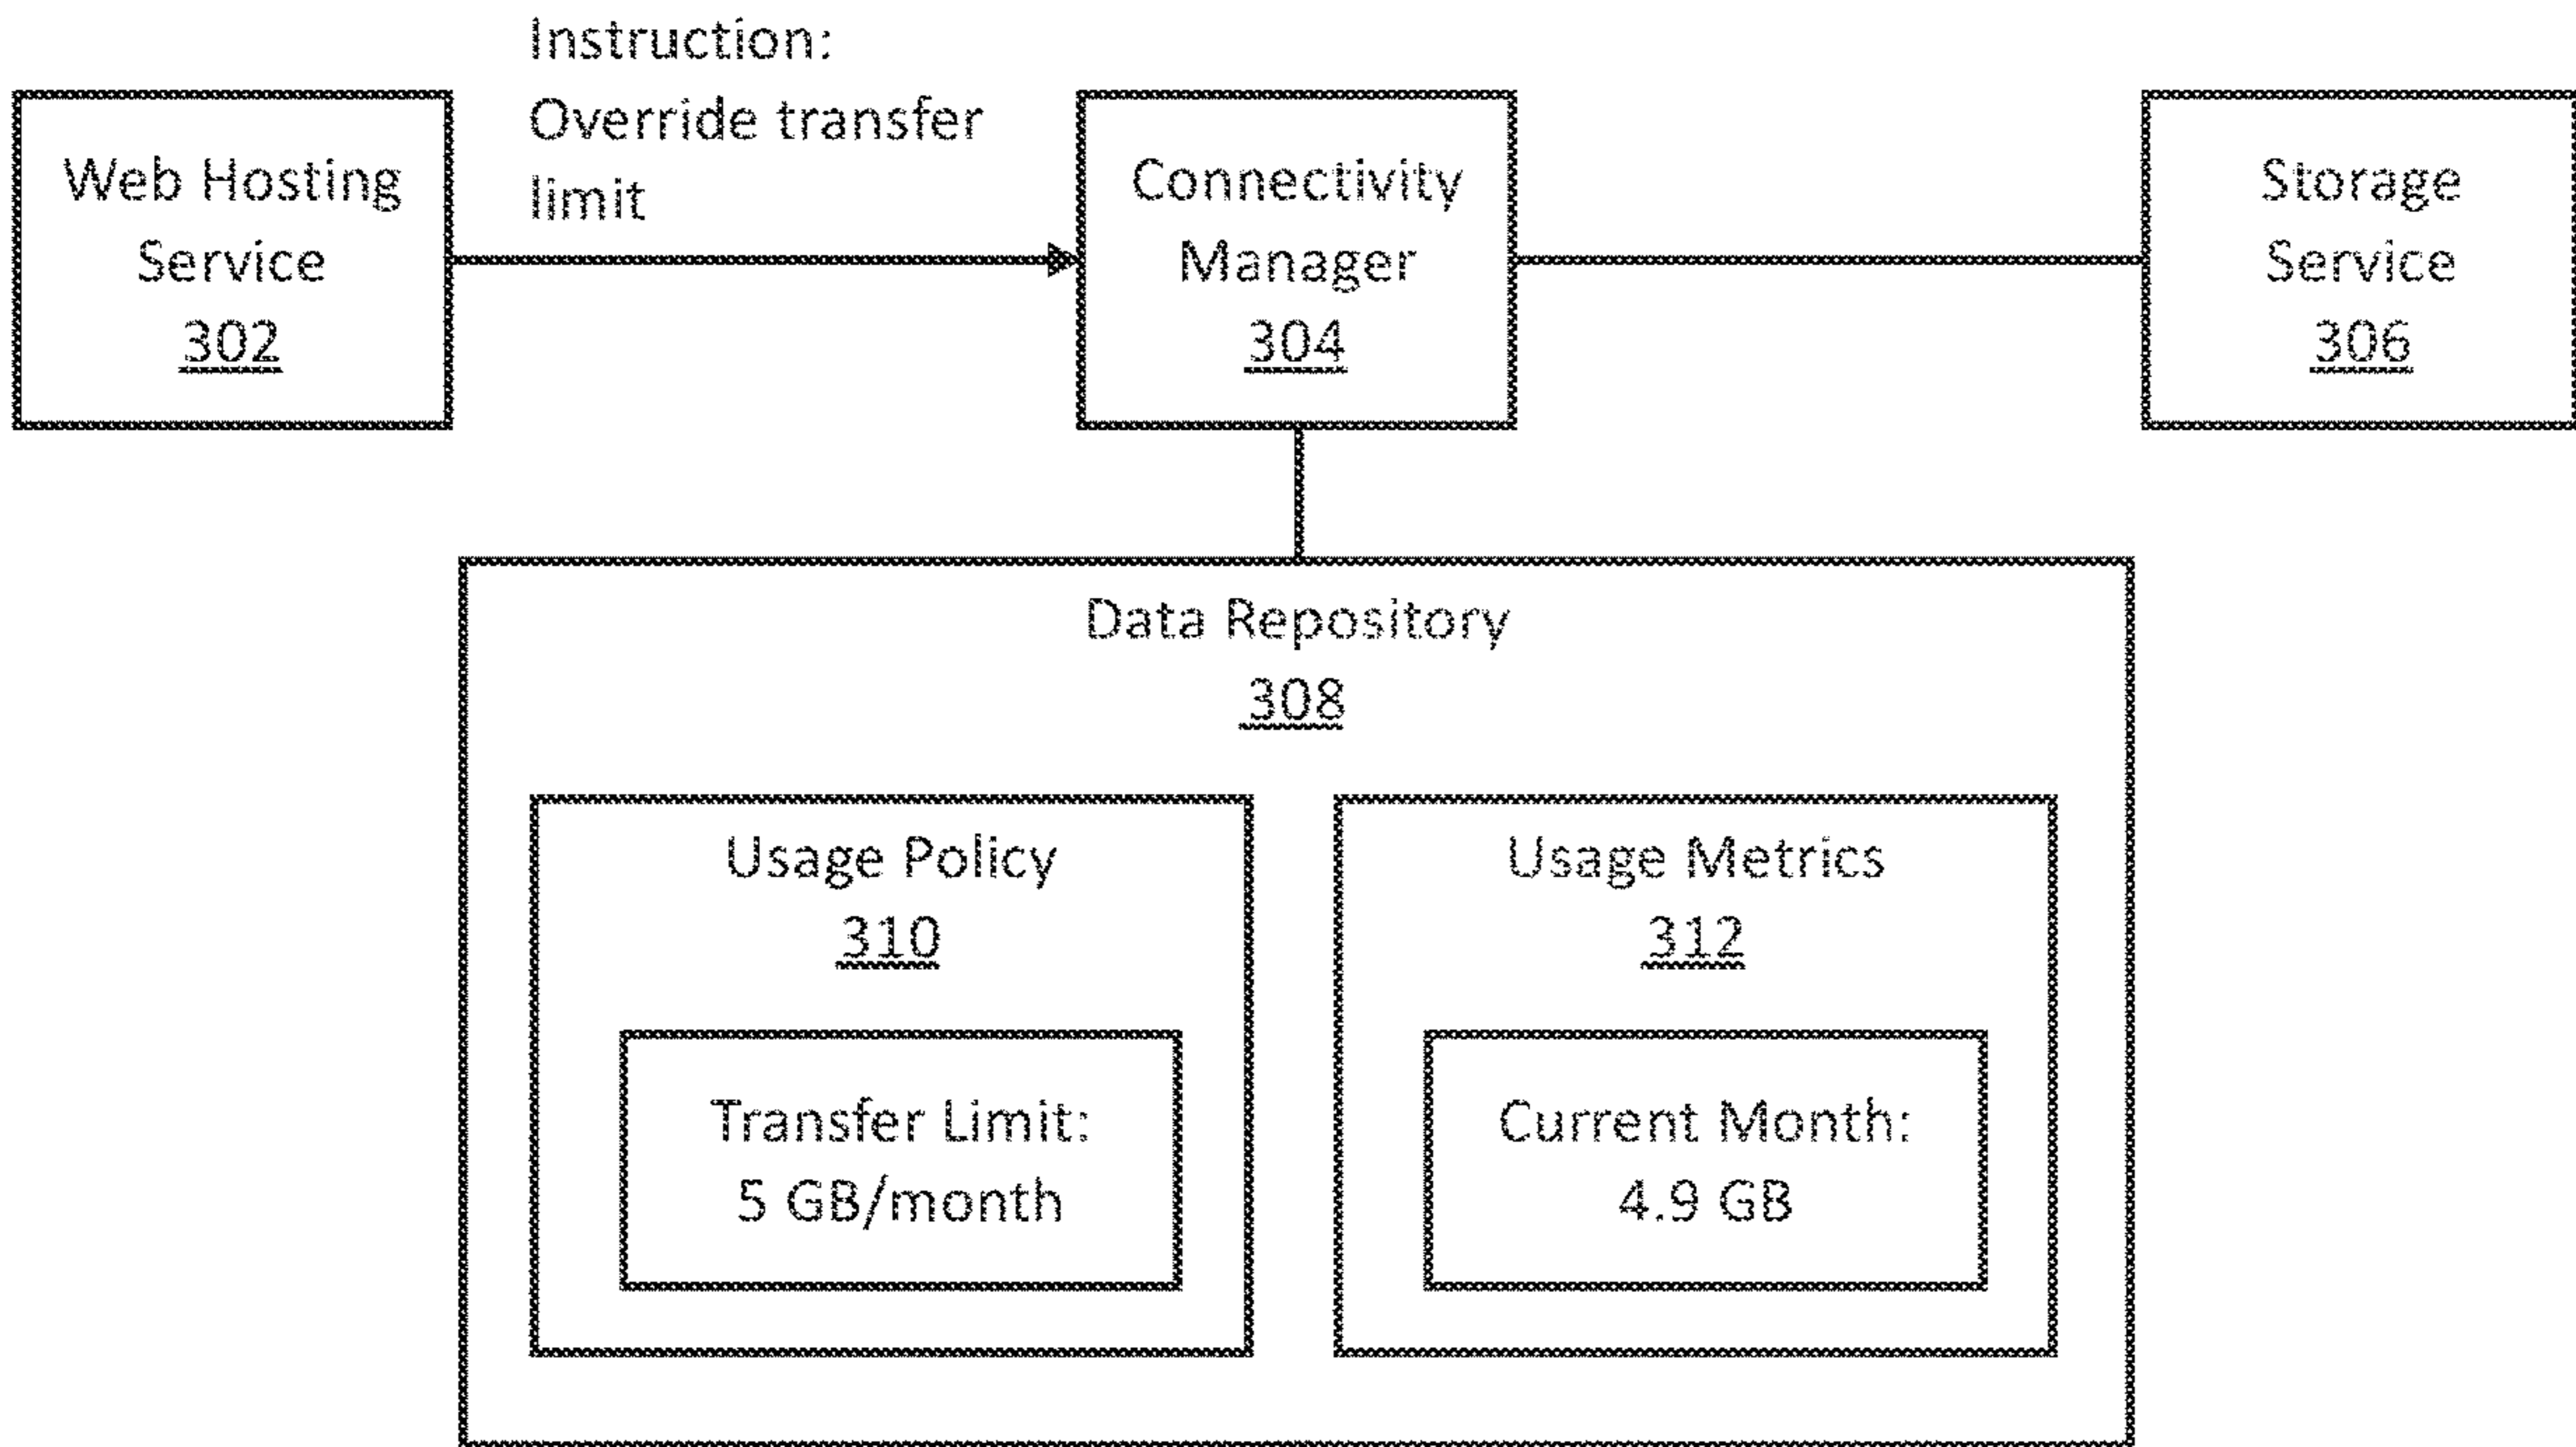 Instruction:
Override transfer
limit
Web Hosting
Service
302
Connectivity
Manager
304
Storage
Service
306
Data Repository
308
Usage Policy
310
Transfer Limit:
5 GB/month
Usage Metrics
312
Current Month:
4.9 GB